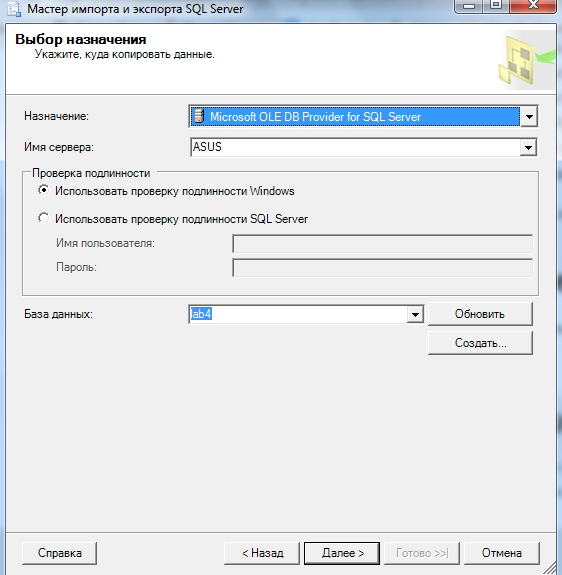 Мастер импорта и экспорта SQL Server
Выбор назначения
Укажите, куда копировать данные.
Назначение: Microsoft OLE DB Provider for SQL Server
Имя сервера: ASUS
Проверка подлинности
Использовать проверку подлинности Windows
Использовать проверку подлинности SQL Server
Имя пользователя:
Пароль:
База данных: lab4 Обновить
Создать...
Справка < Назад Далее > Готово >>| Отмена